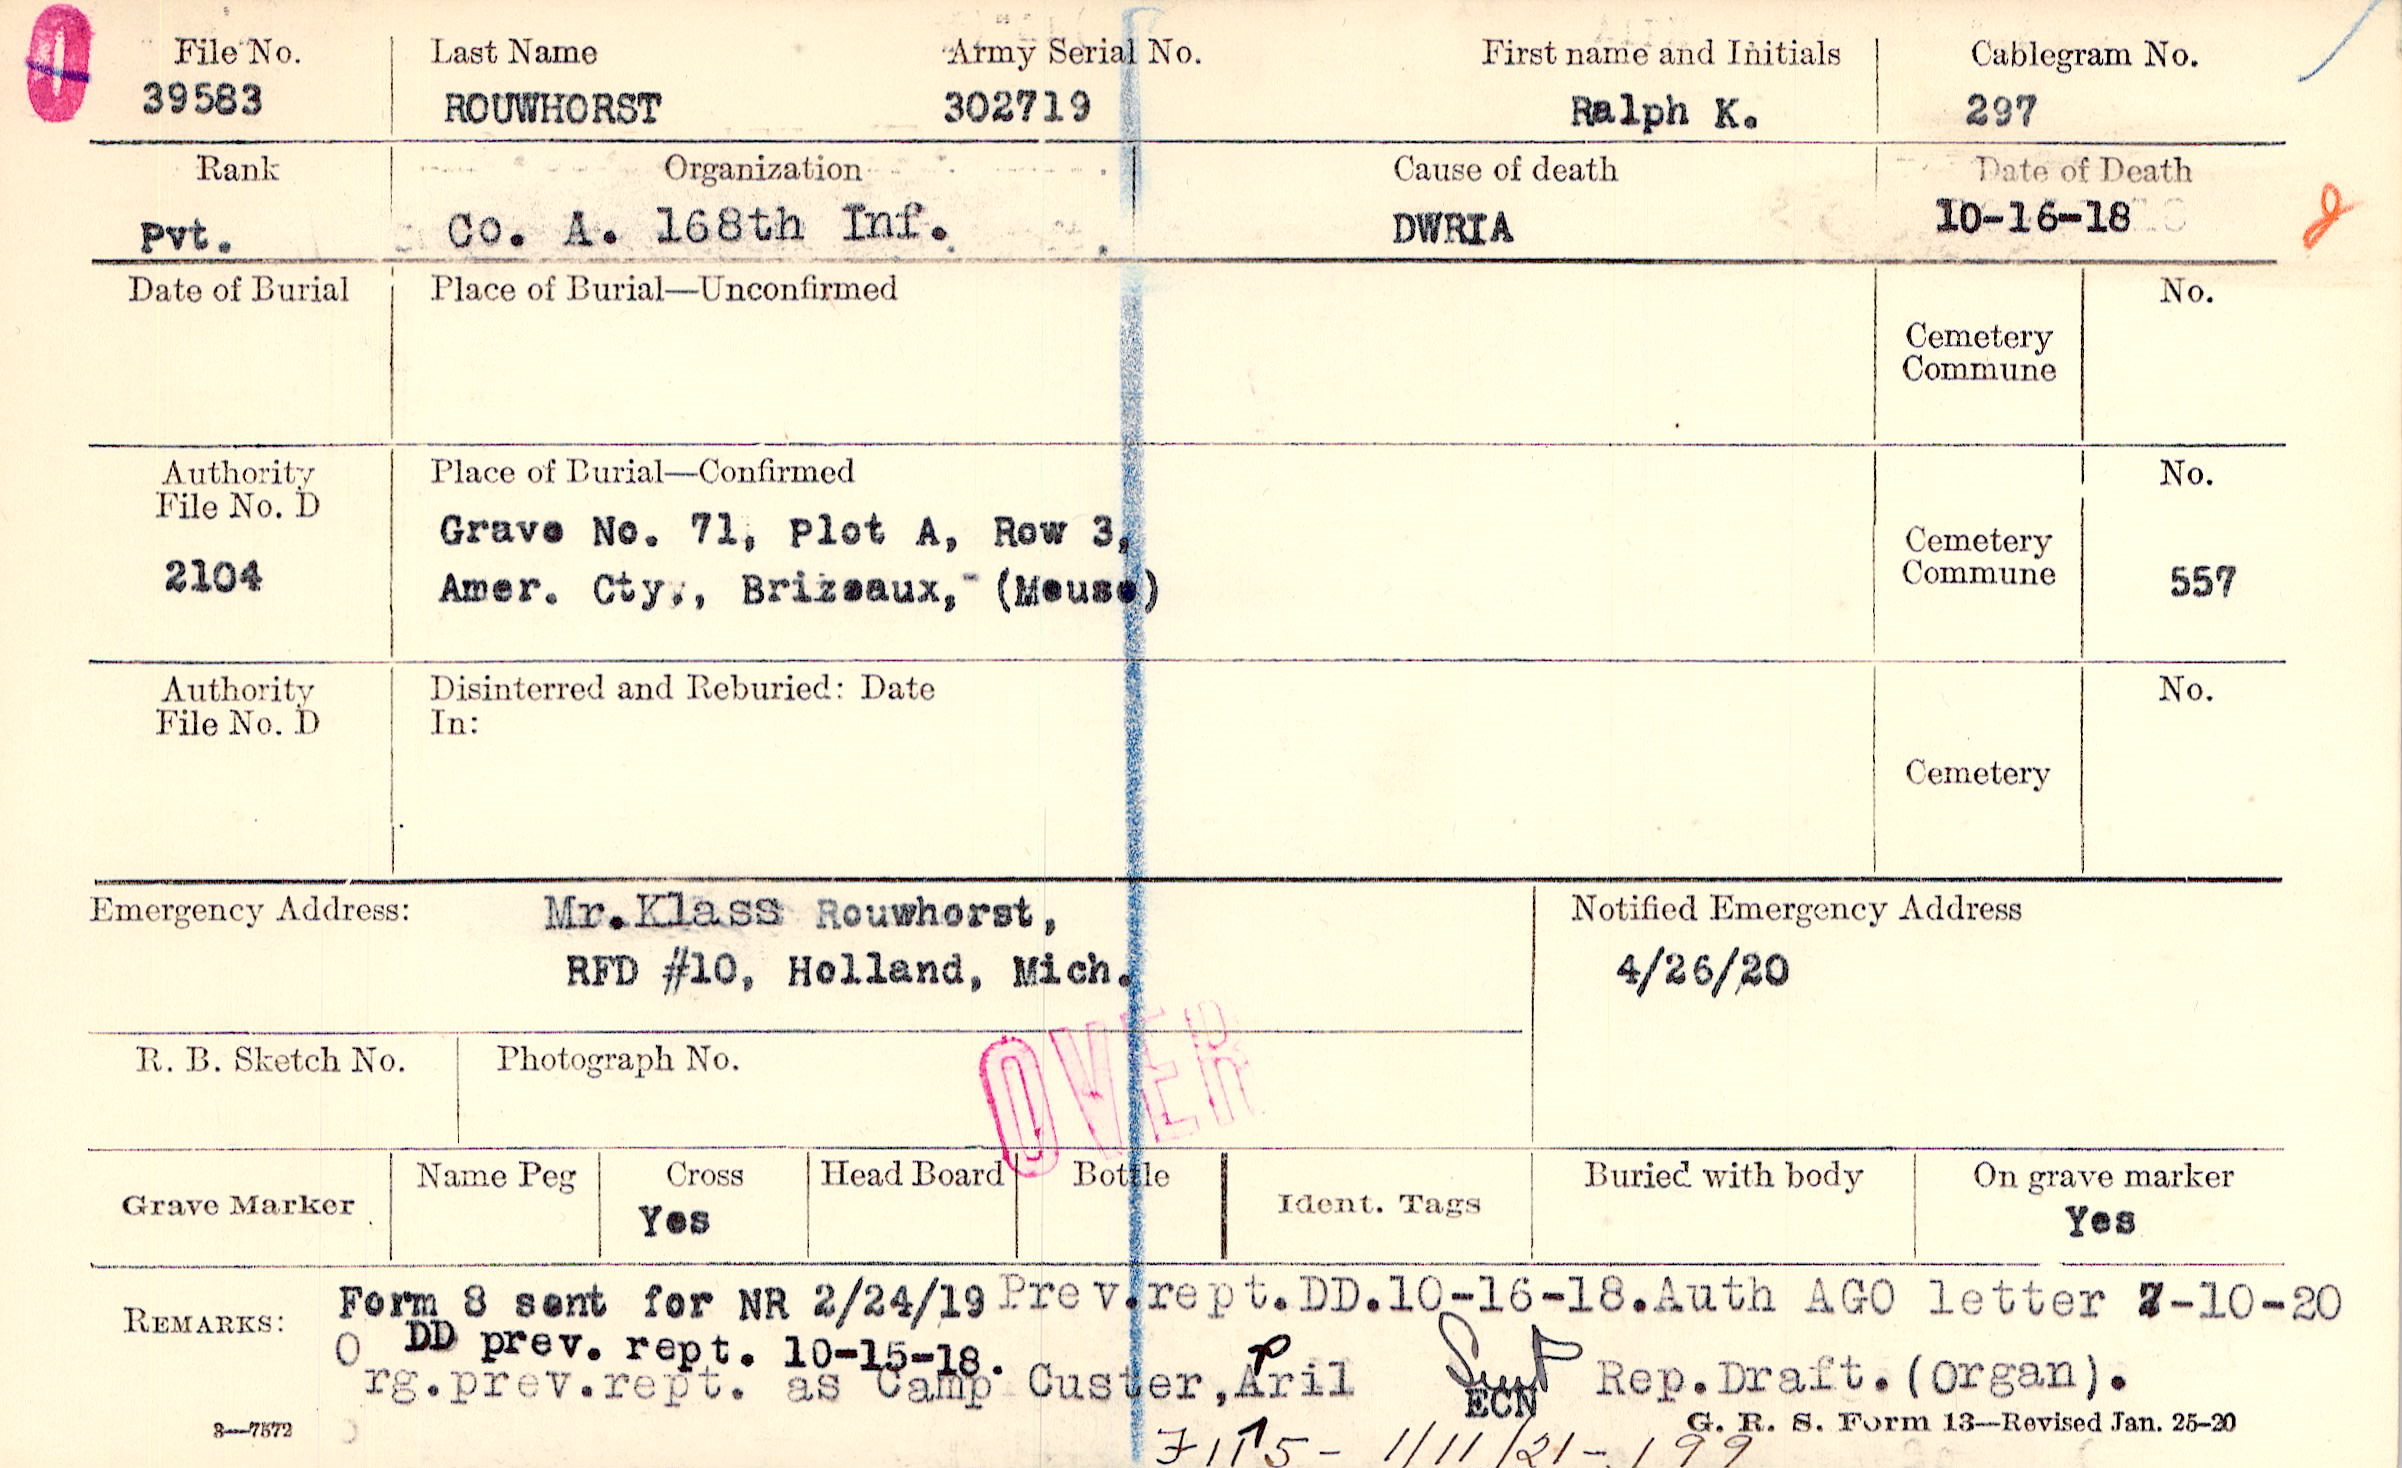 File No. Last Name Army Serial No. First name and Initials Cablegram No.
39583 ROUWHORST 302719 Ralph K. 297
Rank Organization Cause of death Date of Death
Pvt. Co. A. 168th Inf. DWRIA 10-16-18
Date of Burial Place of Burial—Unconfirmed No.
Cemetery
Commune
Authority Place of Burial—Confirmed No.
File No. D
Grave No. 71, Plot A, Row 3,
Cemetery
2104 Commune 557
Amer. Cty., Brizeaux, (Meuse)
Authority Disinterred and Reburied: Date No.
File No. D In:
Cemetery
Emergency Address: Mr.Klass Rouwhorst, Notified Emergency Address
RFD #10, Holland, Mich. 4/26/20
R. B. Sketch No. Photograph No.
OVER
Grave Marker Name Peg Cross Head Board Bottle Ident. Tags Buried with body On grave marker
Yes Yes
REMARKS: Form 8 sent for NR 2/24/19 Prev.rept.DD.10-16-18.Auth AGO letter 7-10-20
DD prev. rept. 10-15-18.
Org.prev.rept. as Camp Custer,April Rep.Draft.(Organ).
ECN
3—7572 G. R. S. Form 13—Revised Jan. 25-20
1/11/21-